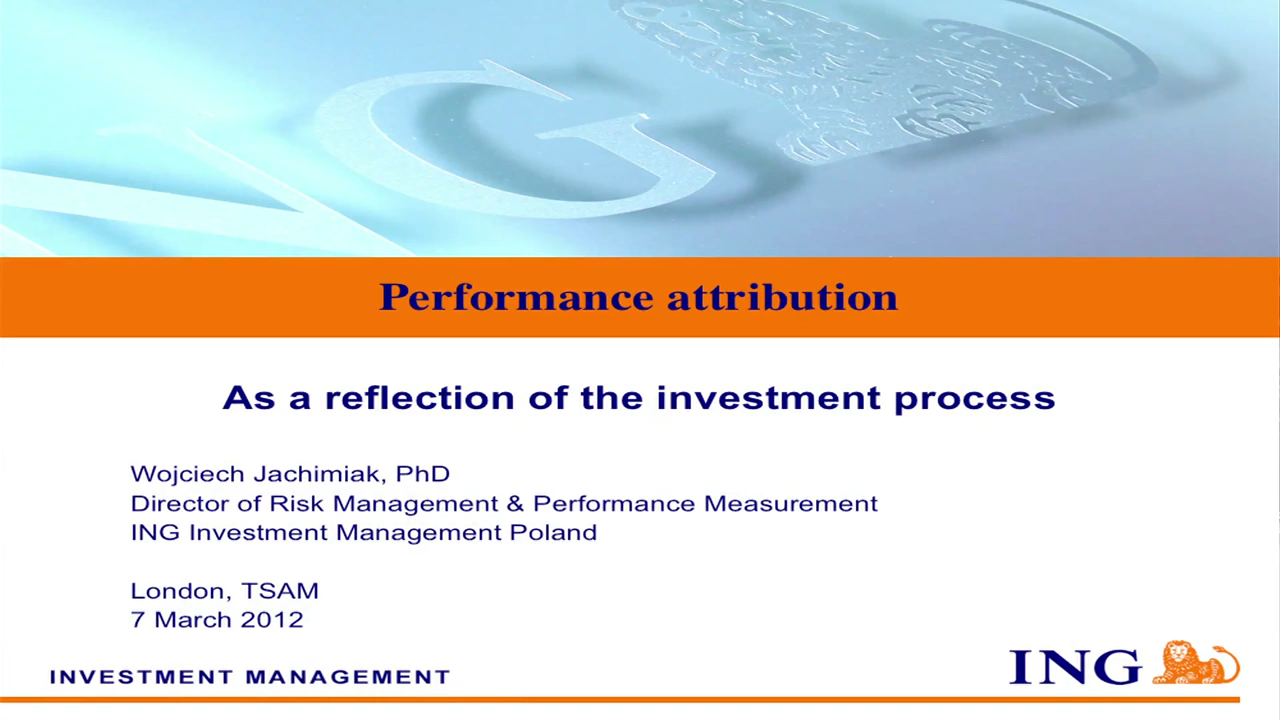 NG
Performance attribution
As a reflection of the investment process
Wojciech Jachimiak, PhD
Director of Risk Management & Performance Measurement
ING Investment Management Poland
London, TSAM
7 March 2012
INVESTMENT MANAGEMENT
ING